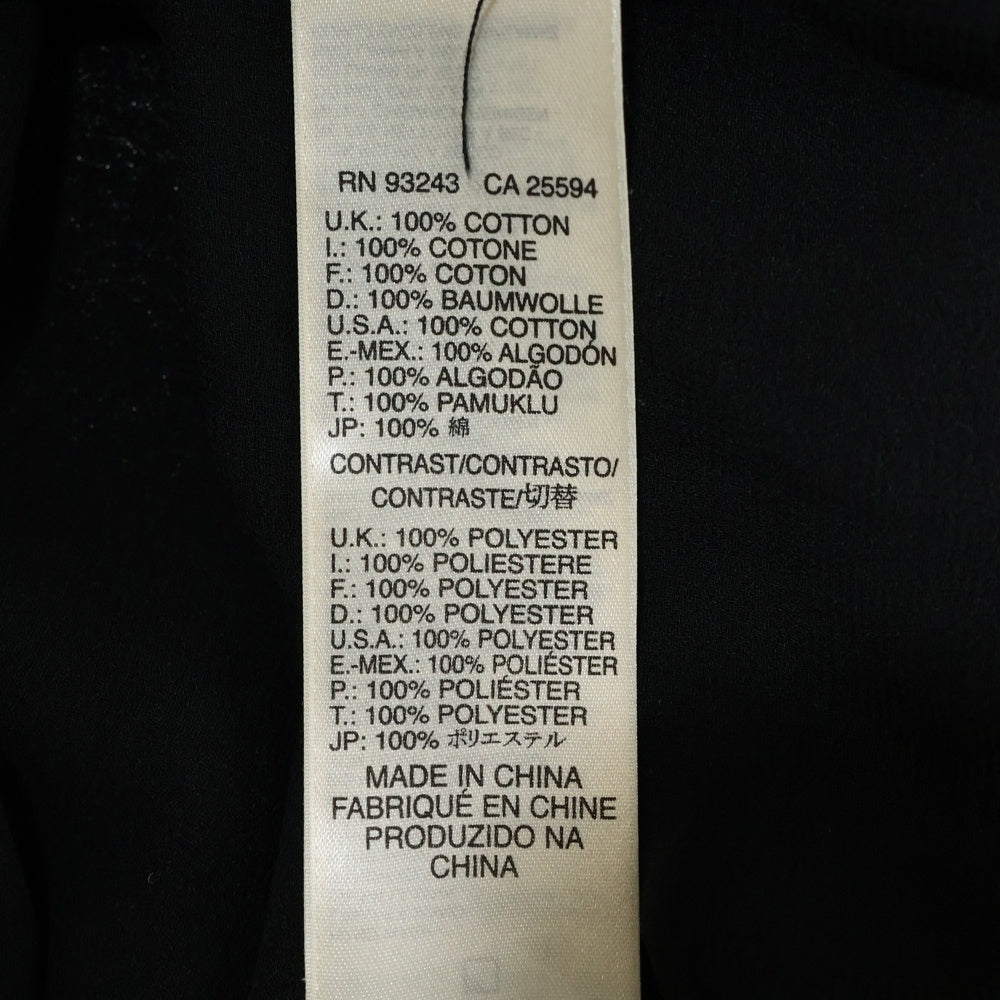 RN 93243 CA 25594
U.K.: 100% COTTON
I.: 100% COTONE
F.: 100% COTON
D.: 100% BAUMWOLLE
U.S.A.: 100% COTTON
E.-MEX.: 100% ALGODÓN
P.: 100% ALGODÃO
T.: 100% PAMUKLU
JP: 100% 綿
CONTRAST/CONTRASTO/
CONTRASTE/切替
U.K.: 100% POLYESTER
I.: 100% POLIESTERE
F.: 100% POLYESTER
D.: 100% POLYESTER
U.S.A.: 100% POLYESTER
E.-MEX.: 100% POLIÉSTER
P.: 100% POLIÉSTER
T.: 100% POLYESTER
JP: 100% ポリエステル
MADE IN CHINA
FABRIQUÉ EN CHINE
PRODUZIDO NA
CHINA